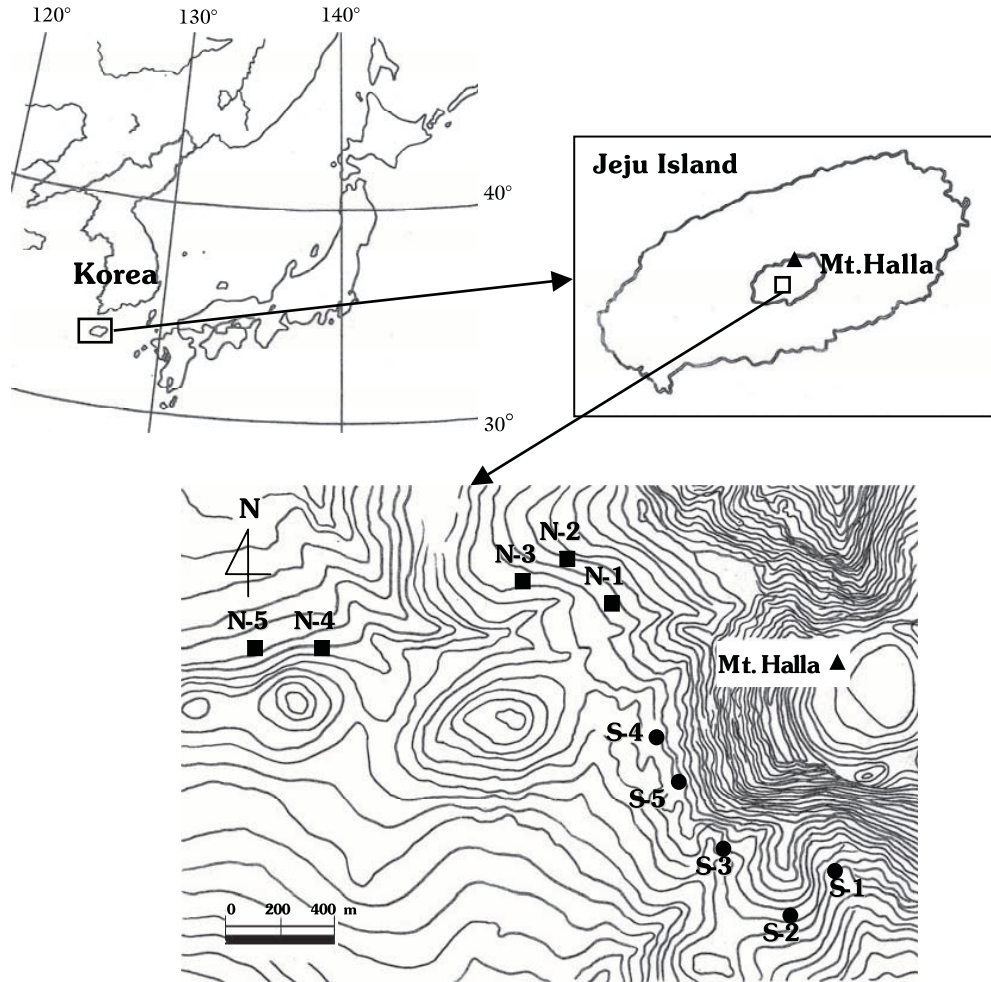 120°
130°
140°
40°
Korea
30°
Jeju Island
Mt.Halla
N
N-2
N-3
N-1
N-5
N-4
Mt. Halla
S-4
S-5
S-3
S-1
S-2
0 200 400 m